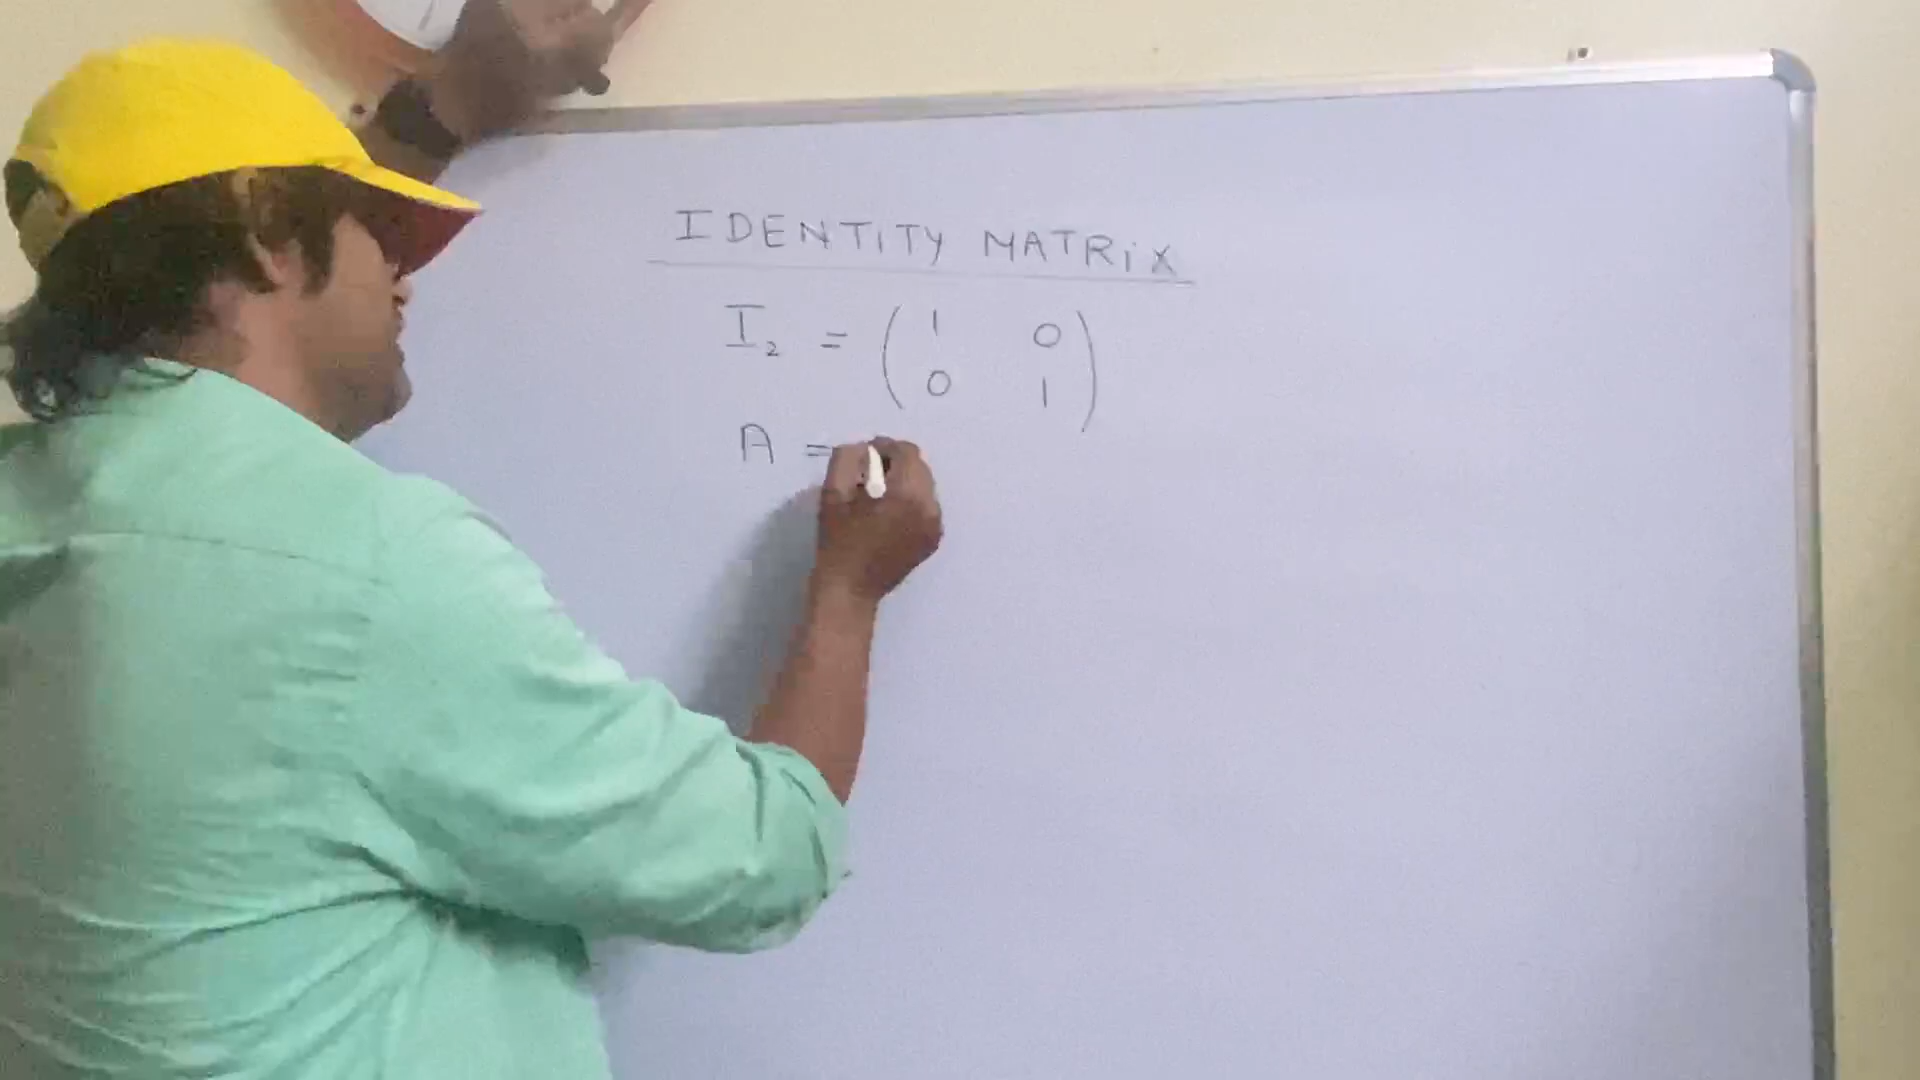 IDENTITY MATRIX
I₂ = ( 1 0
0 1 )
A =